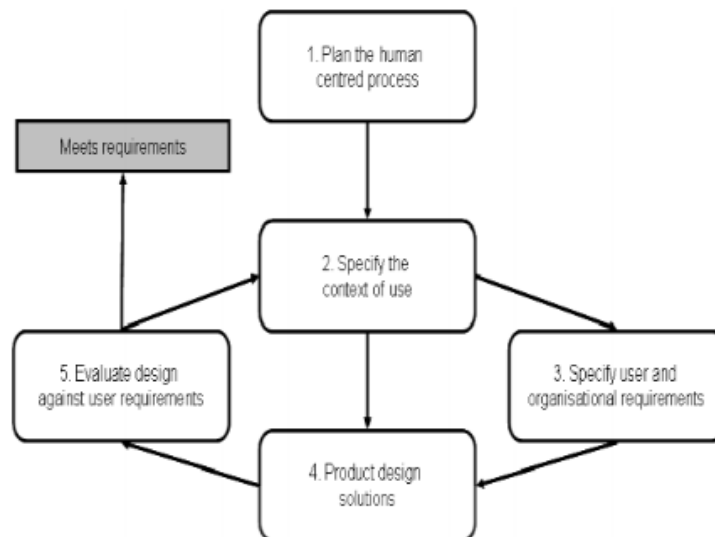 1. Plan the human
centred process
Meets requirements
2. Specify the
context of use
5. Evaluate design
against user requirements
3. Specify user and
organisational requirements
4. Product design
solutions